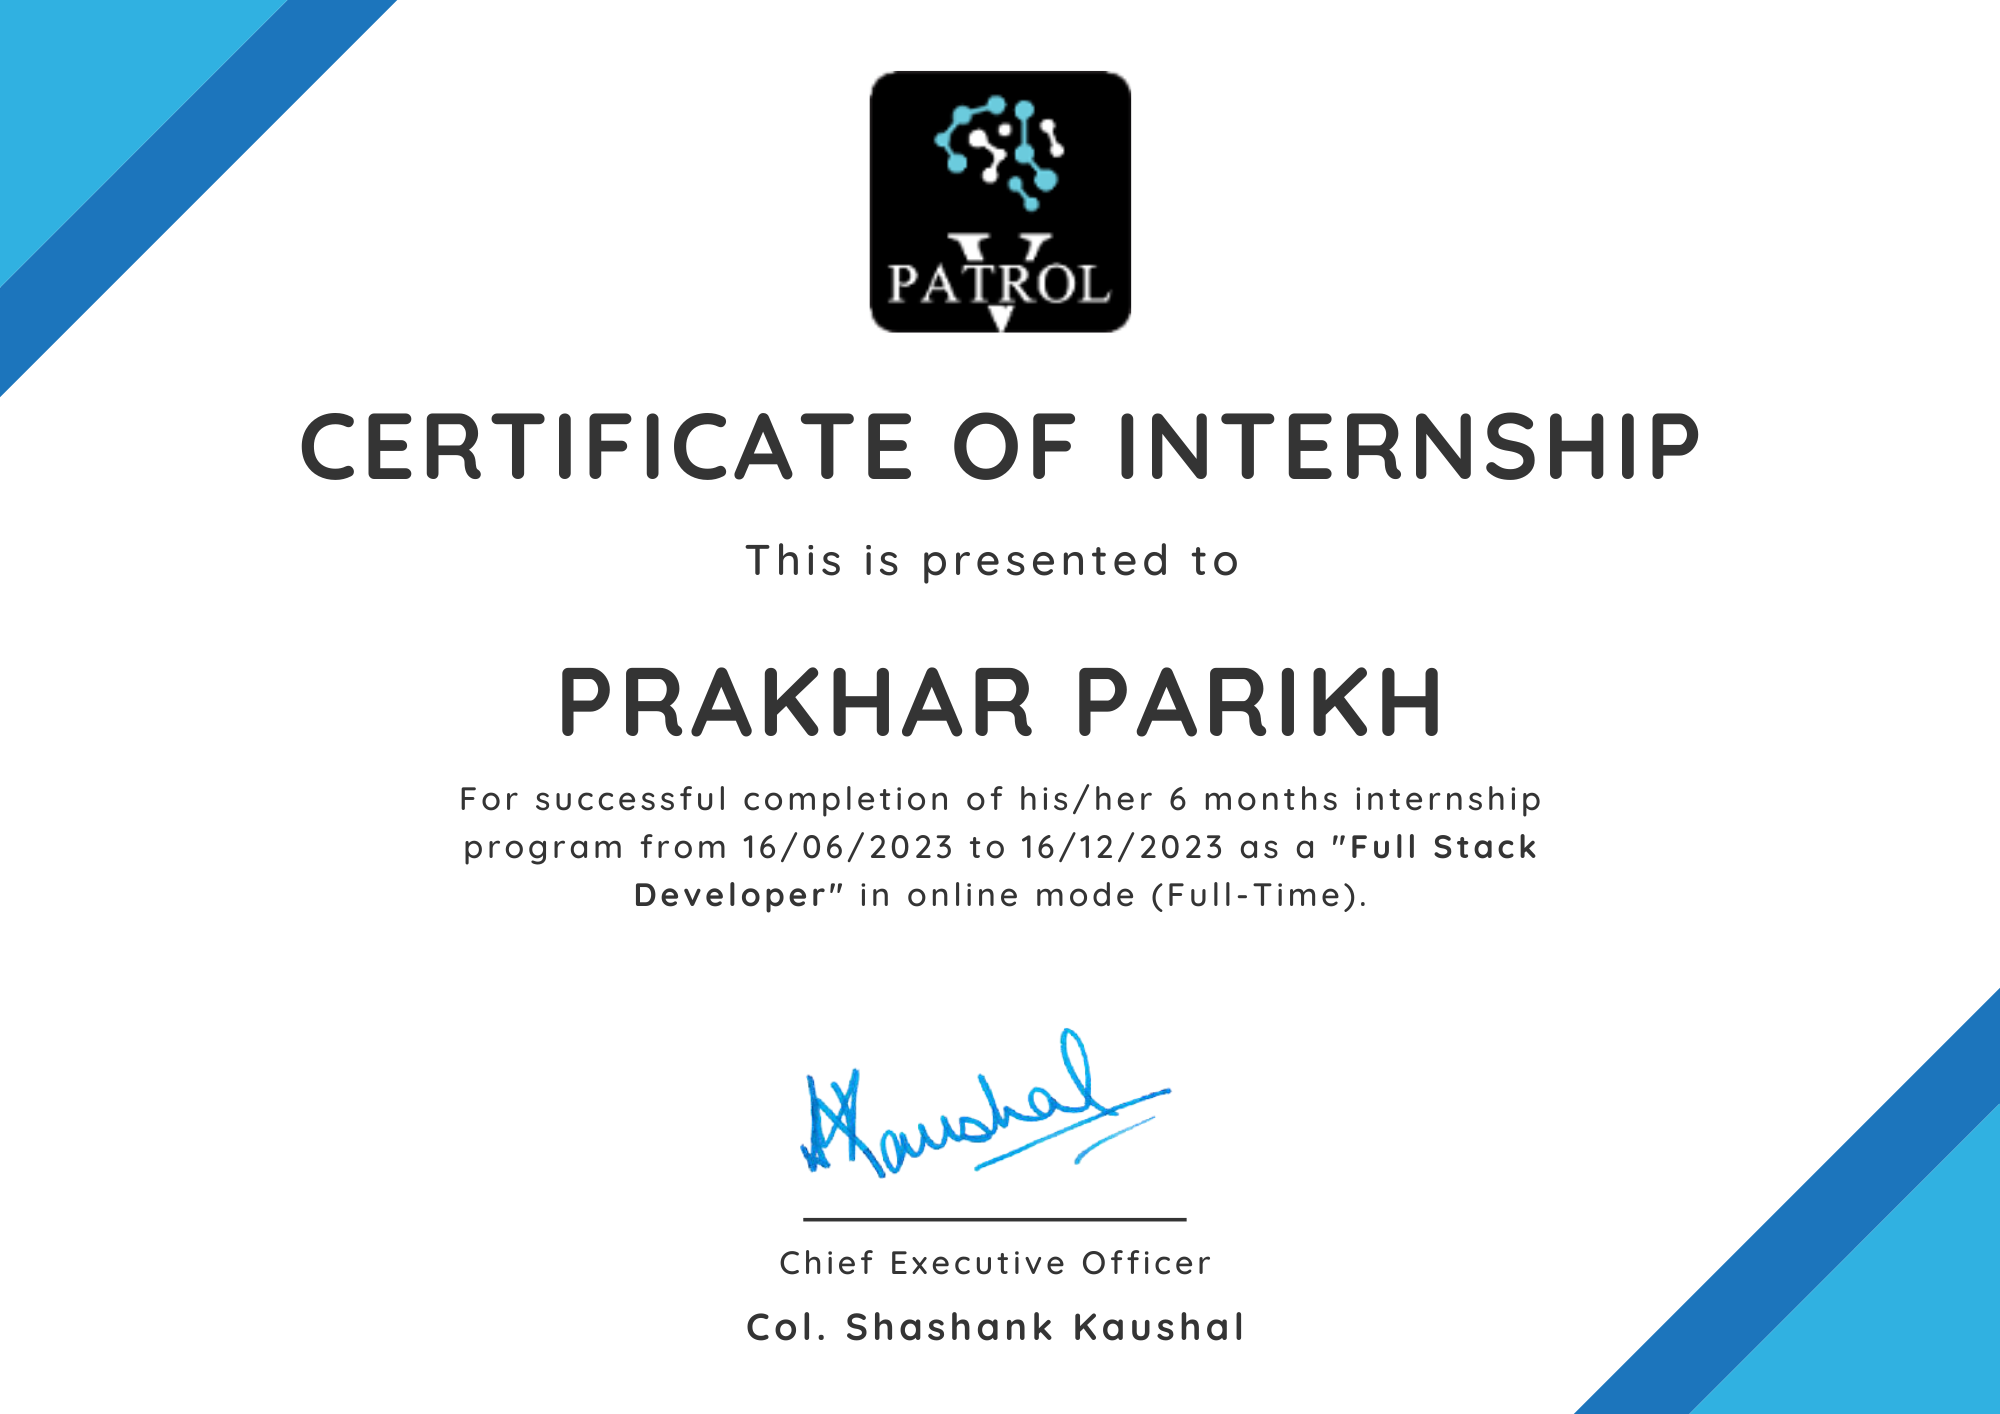 V
PATROL
CERTIFICATE OF INTERNSHIP
This is presented to
PRAKHAR PARIKH
For successful completion of his/her 6 months internship
program from 16/06/2023 to 16/12/2023 as a "Full Stack
Developer" in online mode (Full-Time).
Kaushal
Chief Executive Officer
Col. Shashank Kaushal